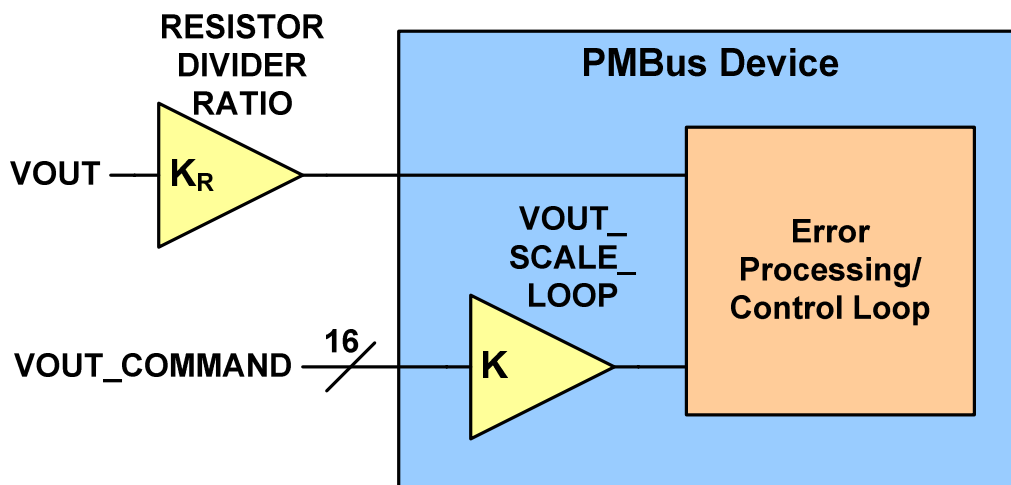 RESISTOR
DIVIDER
RATIO
PMBus Device
VOUT
KR
VOUT_
SCALE_
LOOP
Error
Processing/
Control Loop
16
VOUT_COMMAND
K